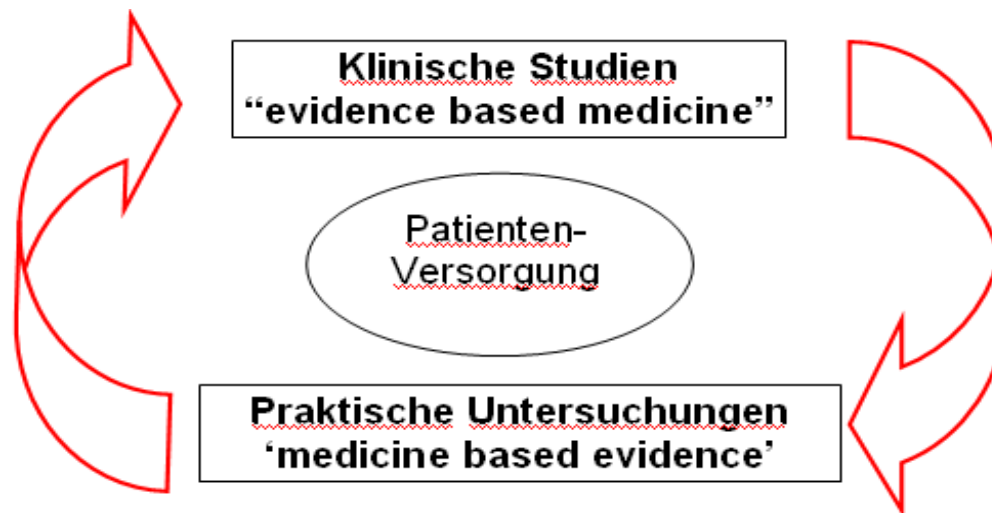 Klinische Studien
“evidence based medicine”
Patienten-
Versorgung
Praktische Untersuchungen
‘medicine based evidence’